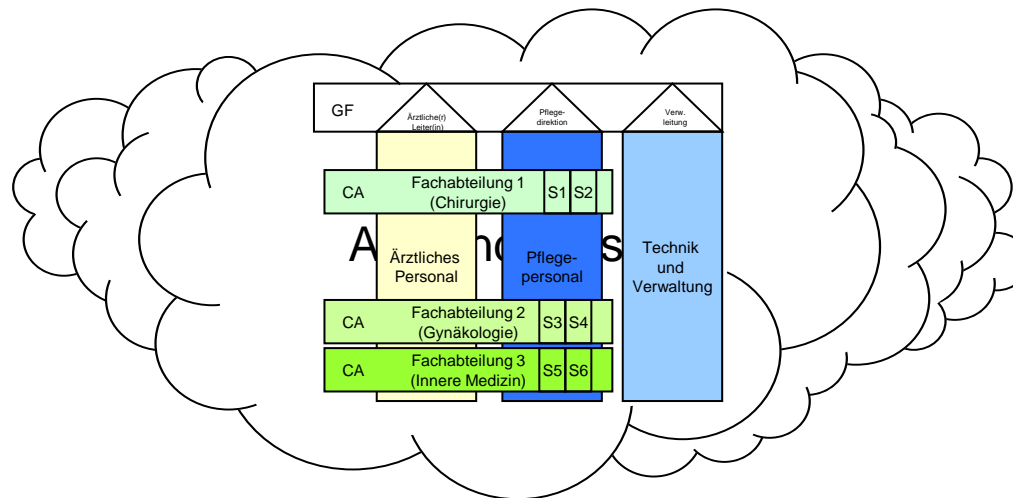 GF
Ärztliche(r)
Leiter(in)
Pflege-
direktion
Verw.
leitung
CA
Fachabteilung 1
(Chirurgie)
S1
S2
Ärztliches
Personal
Pflege-
personal
Technik
und
Verwaltung
CA
Fachabteilung 2
(Gynäkologie)
S3
S4
CA
Fachabteilung 3
(Innere Medizin)
S5
S6